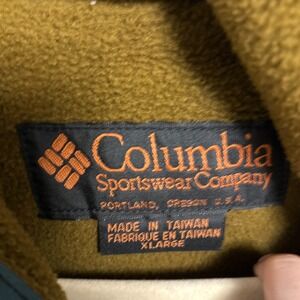 Columbia
Sportswear Company
PORTLAND, OREGON U.S.A.
MADE IN TAIWAN
FABRIQUE EN TAIWAN
XLARGE